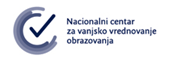 Nacionalni centar
za vanjsko vrednovanje
obrazovanja